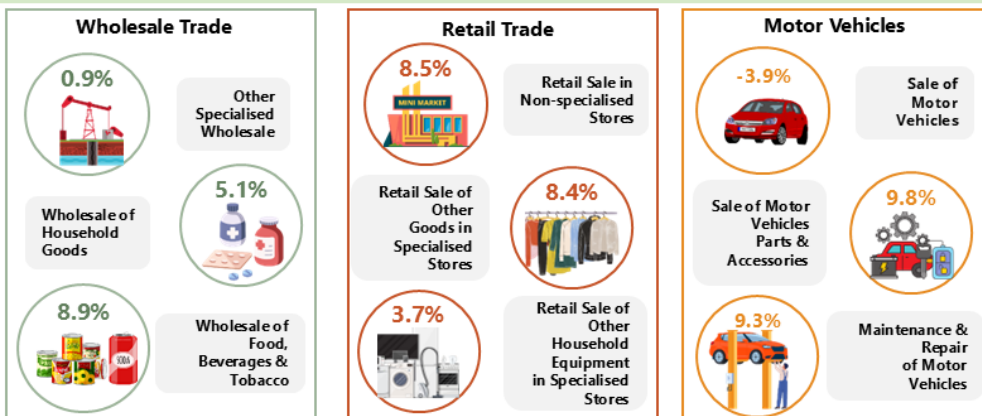 Wholesale Trade
0.9%
Other
Specialised
Wholesale
5.1%
Wholesale of
Household
Goods
8.9%
SODA
Wholesale of
Food,
Beverages &
Tobacco
Retail Trade
8.5%
MINI MARKET
Retail Sale in
Non-specialised
Stores
Retail Sale of
Other
Goods in
Specialised
Stores
8.4%
3.7%
Retail Sale of
Other
Household
Equipment
in Specialised
Stores
Motor Vehicles
-3.9%
Sale of
Motor
Vehicles
Sale of Motor
Vehicles
Parts &
Accessories
9.8%
9.3%
Maintenance &
Repair
of Motor
Vehicles